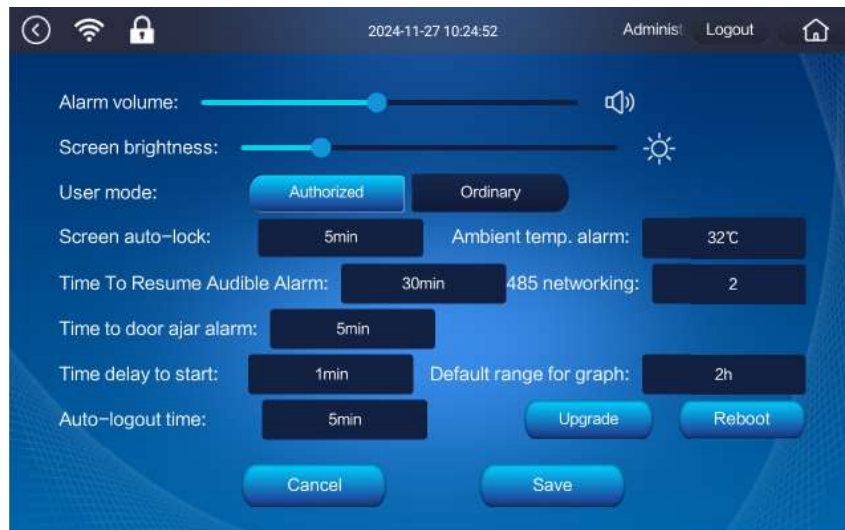 2024-11-27 10:24:52 Administ Logout
Alarm volume:
Screen brightness:
User mode: Authorized Ordinary
Screen auto-lock: 5min Ambient temp. alarm: 32℃
Time To Resume Audible Alarm: 30min 485 networking: 2
Time to door ajar alarm: 5min
Time delay to start: 1min Default range for graph: 2h
Auto-logout time: 5min Upgrade Reboot
Cancel Save